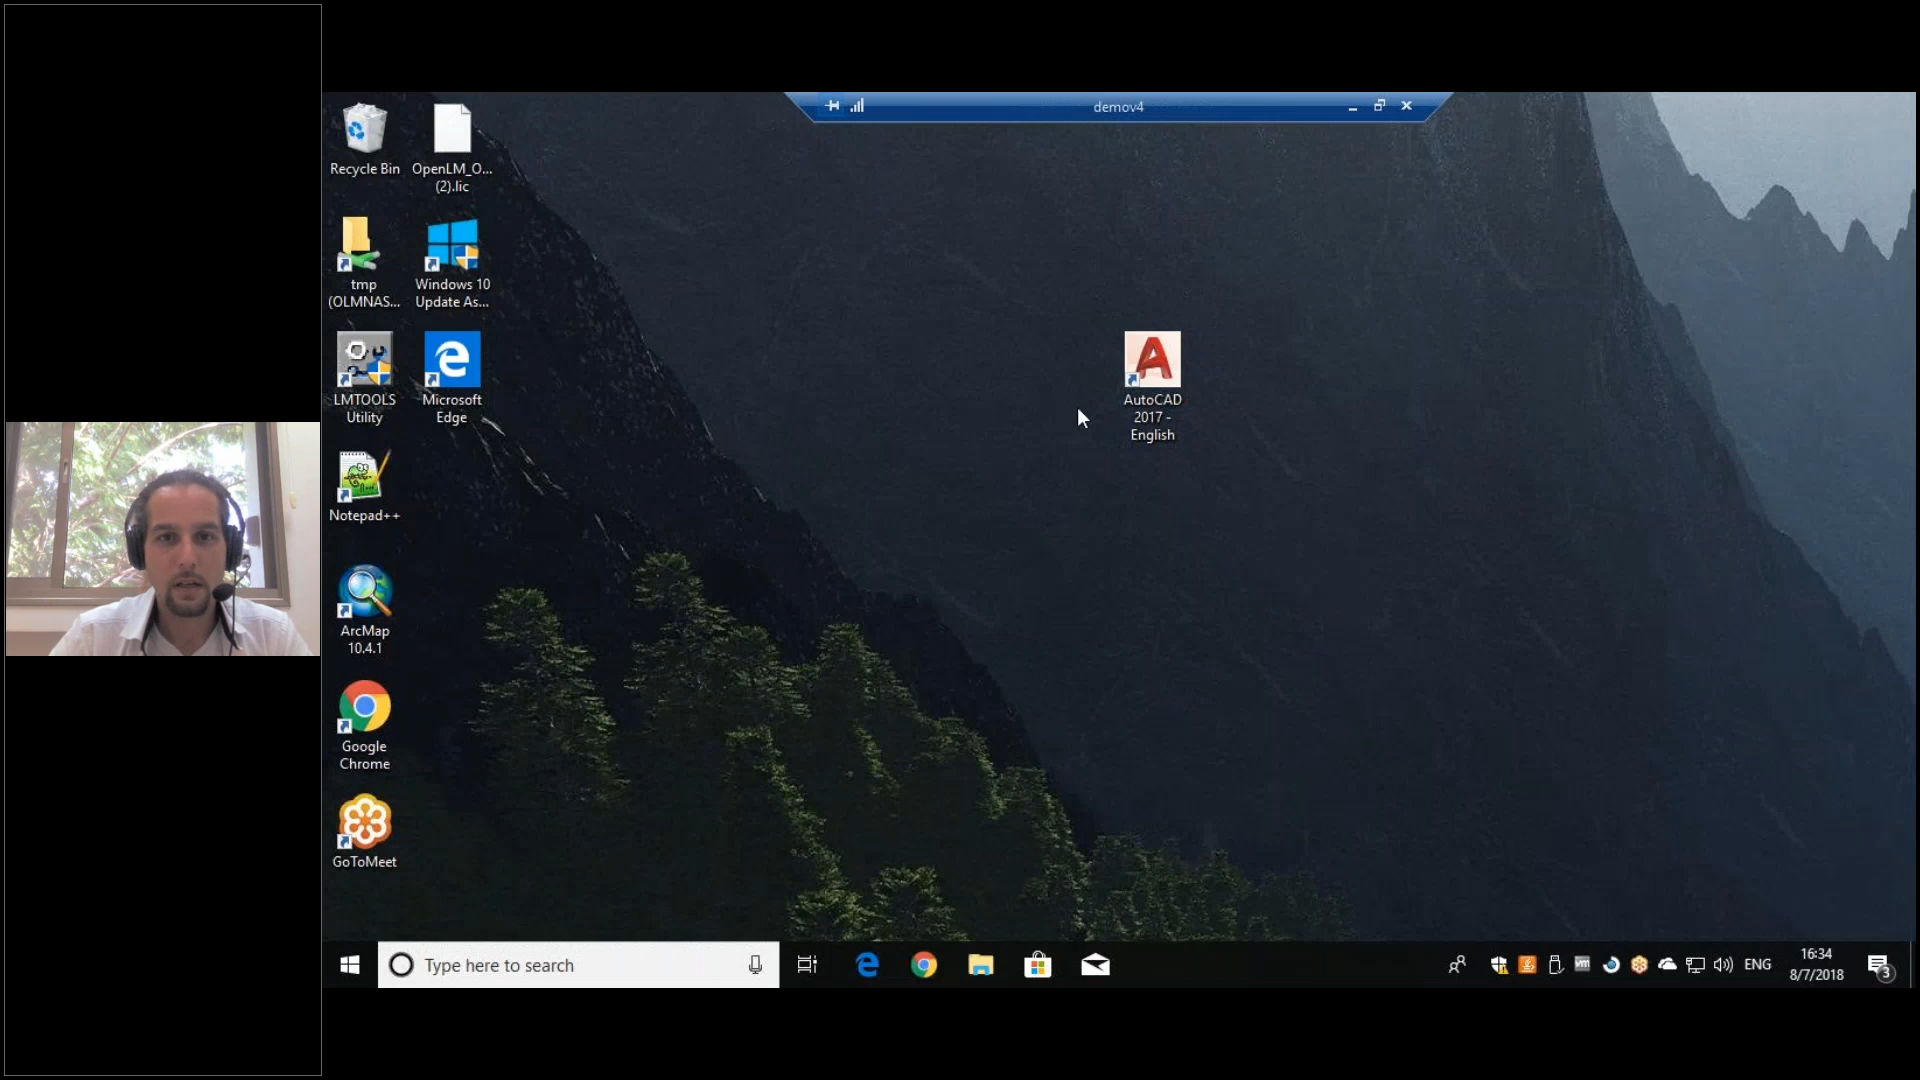 demov4
Recycle Bin
OpenLM_O...
(2).lic
tmp
(OLMNAS...
Windows 10
Update As...
LMTOOLS
Utility
Microsoft
Edge
AutoCAD
2017 -
English
Notepad++
ArcMap
10.4.1
Google
Chrome
GoToMeet
Type here to search
ENG
16:34
8/7/2018
3